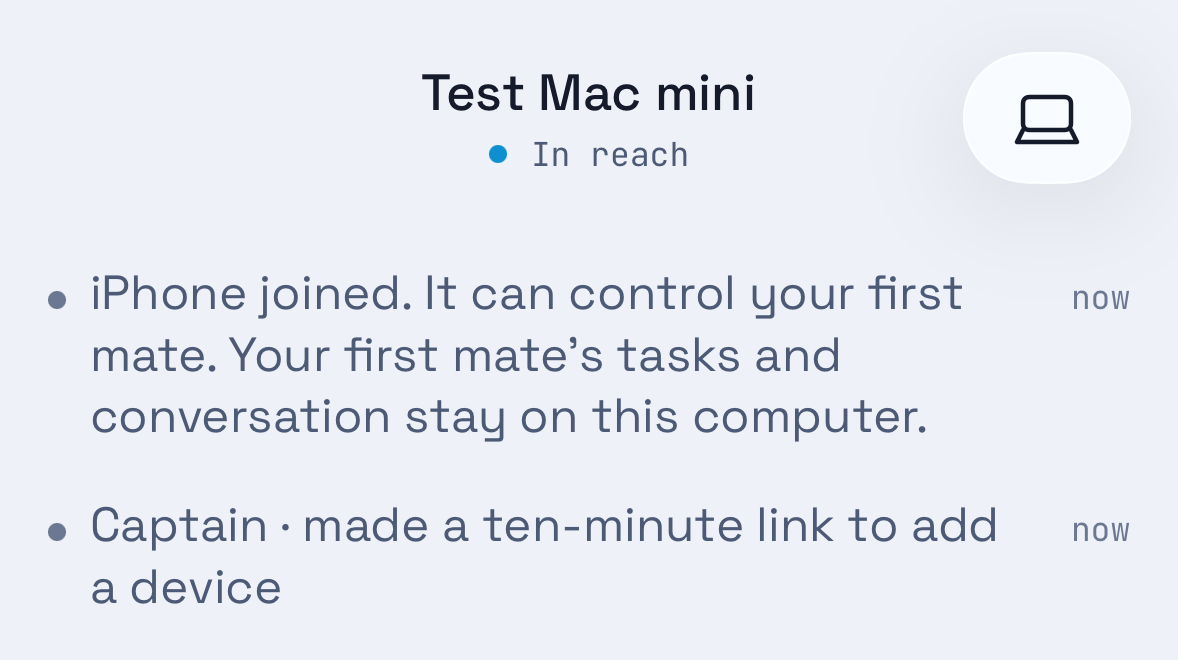 Test Mac mini
In reach
iPhone joined. It can control your first now
mate. Your first mate’s tasks and
conversation stay on this computer.
Captain · made a ten-minute link to add now
a device